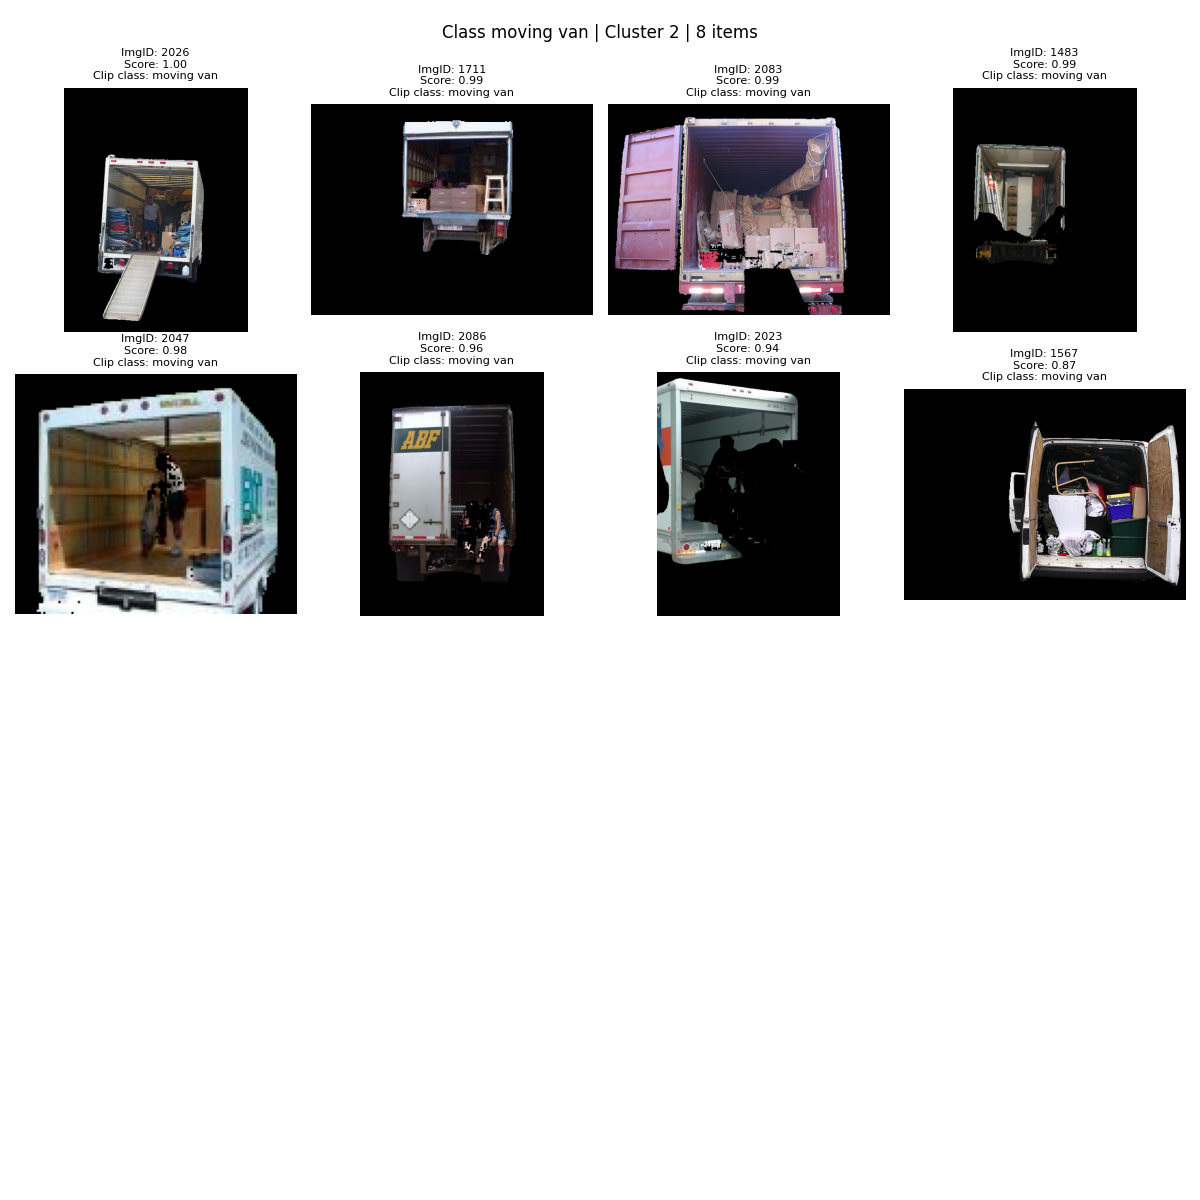 Class moving van | Cluster 2 | 8 items
ImgID: 2026
Score: 1.00
Clip class: moving van
ImgID: 1711
Score: 0.99
Clip class: moving van
ImgID: 2083
Score: 0.99
Clip class: moving van
ImgID: 1483
Score: 0.99
Clip class: moving van
ImgID: 2047
Score: 0.98
Clip class: moving van
ImgID: 2086
Score: 0.96
Clip class: moving van
ImgID: 2023
Score: 0.94
Clip class: moving van
ImgID: 1567
Score: 0.87
Clip class: moving van
ABF